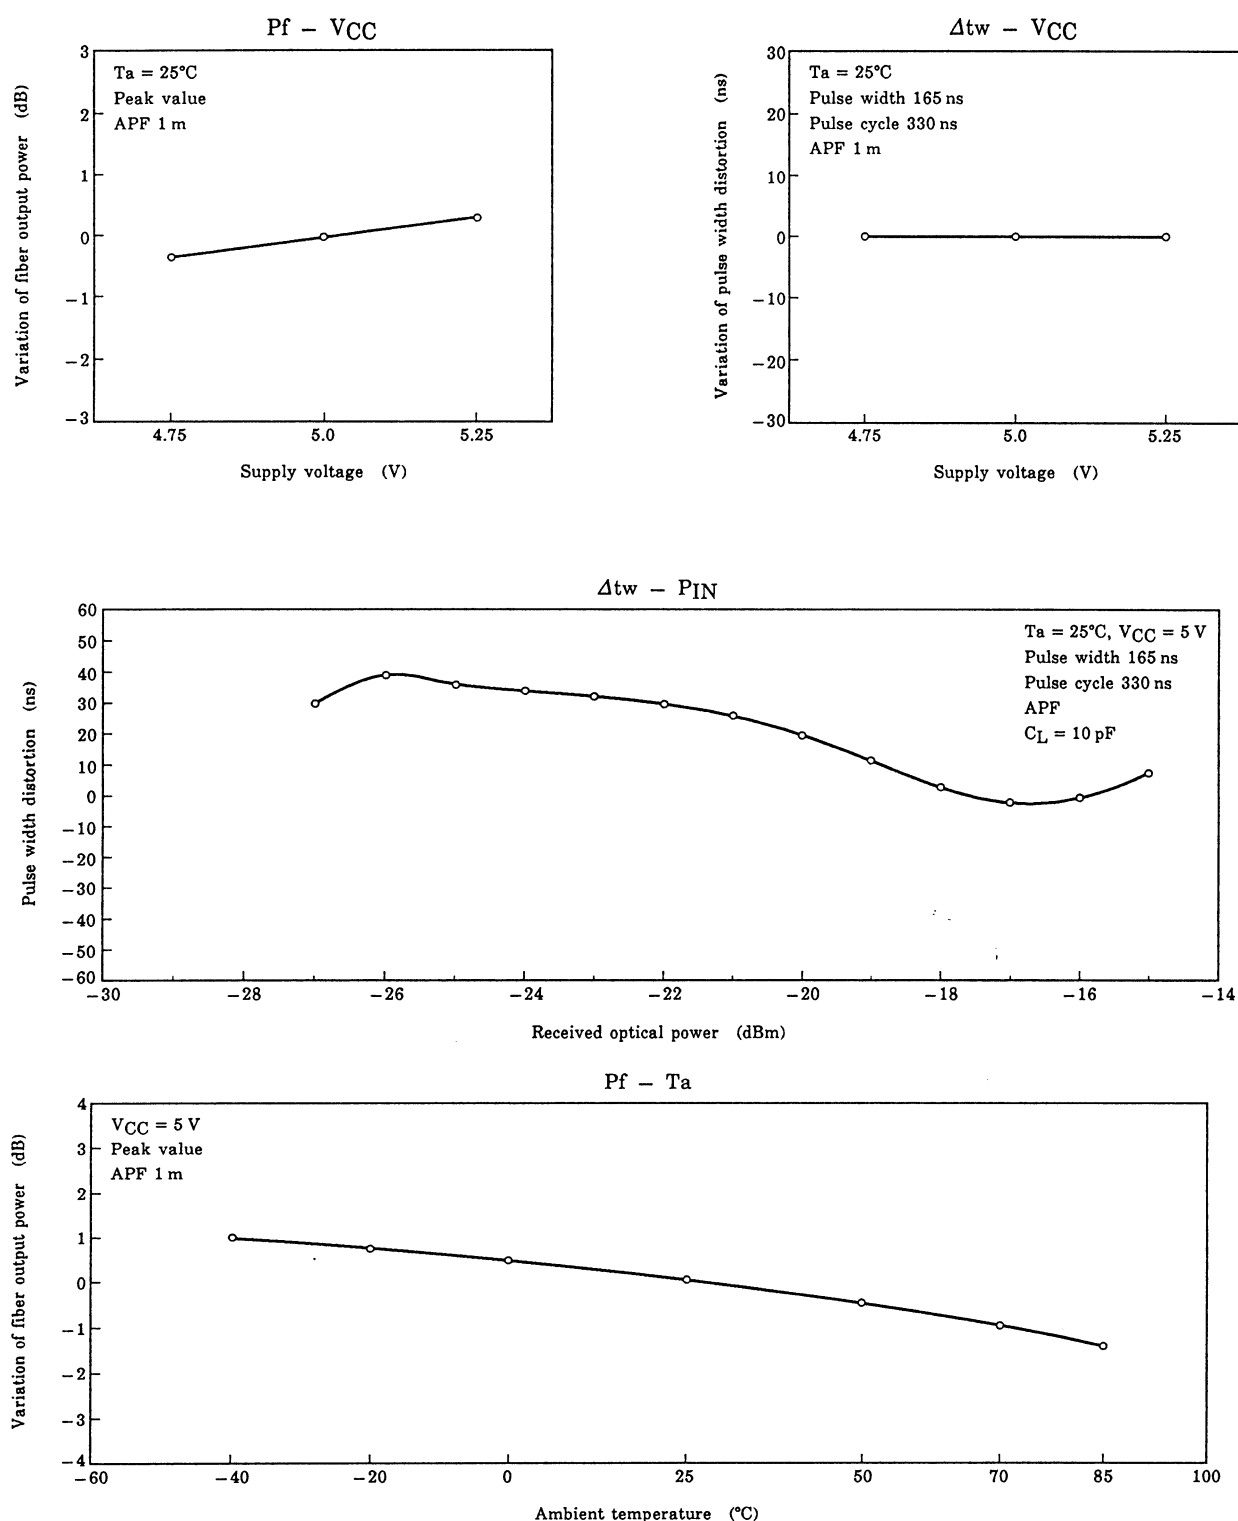 Pf – VCC
Variation of fiber output power (dB)
3
2
1
0
−1
−2
−3
Ta = 25°C
Peak value
APF 1 m
4.75 5.0 5.25
Supply voltage (V)
Δtw – VCC
Variation of pulse width distortion (ns)
30
20
10
0
−10
−20
−30
Ta = 25°C
Pulse width 165 ns
Pulse cycle 330 ns
APF 1 m
4.75 5.0 5.25
Supply voltage (V)
Δtw – PIN
Pulse width distortion (ns)
60
50
40
30
20
10
0
−10
−20
−30
−40
−50
−60
Ta = 25°C, VCC = 5 V
Pulse width 165 ns
Pulse cycle 330 ns
APF
CL = 10 pF
−30 −28 −26 −24 −22 −20 −18 −16 −14
Received optical power (dBm)
Pf – Ta
Variation of fiber output power (dB)
4
3
2
1
0
−1
−2
−3
−4
VCC = 5 V
Peak value
APF 1 m
−60 −40 −20 0 25 50 70 85 100
Ambient temperature (°C)